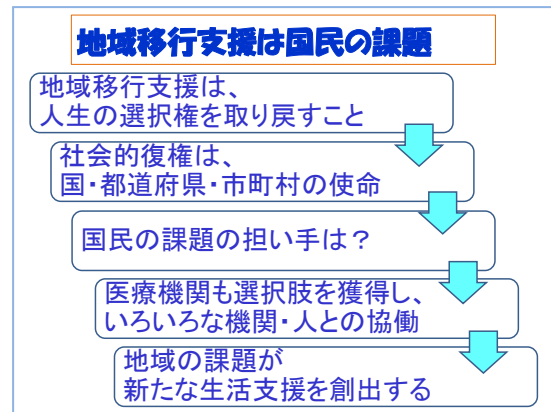 地域移行支援は国民の課題
地域移行支援は、
人生の選択権を取り戻すこと
社会的復権は、
国・都道府県・市町村の使命
国民の課題の担い手は？
医療機関も選択肢を獲得し、
いろいろな機関・人との協働
地域の課題が
新たな生活支援を創出する